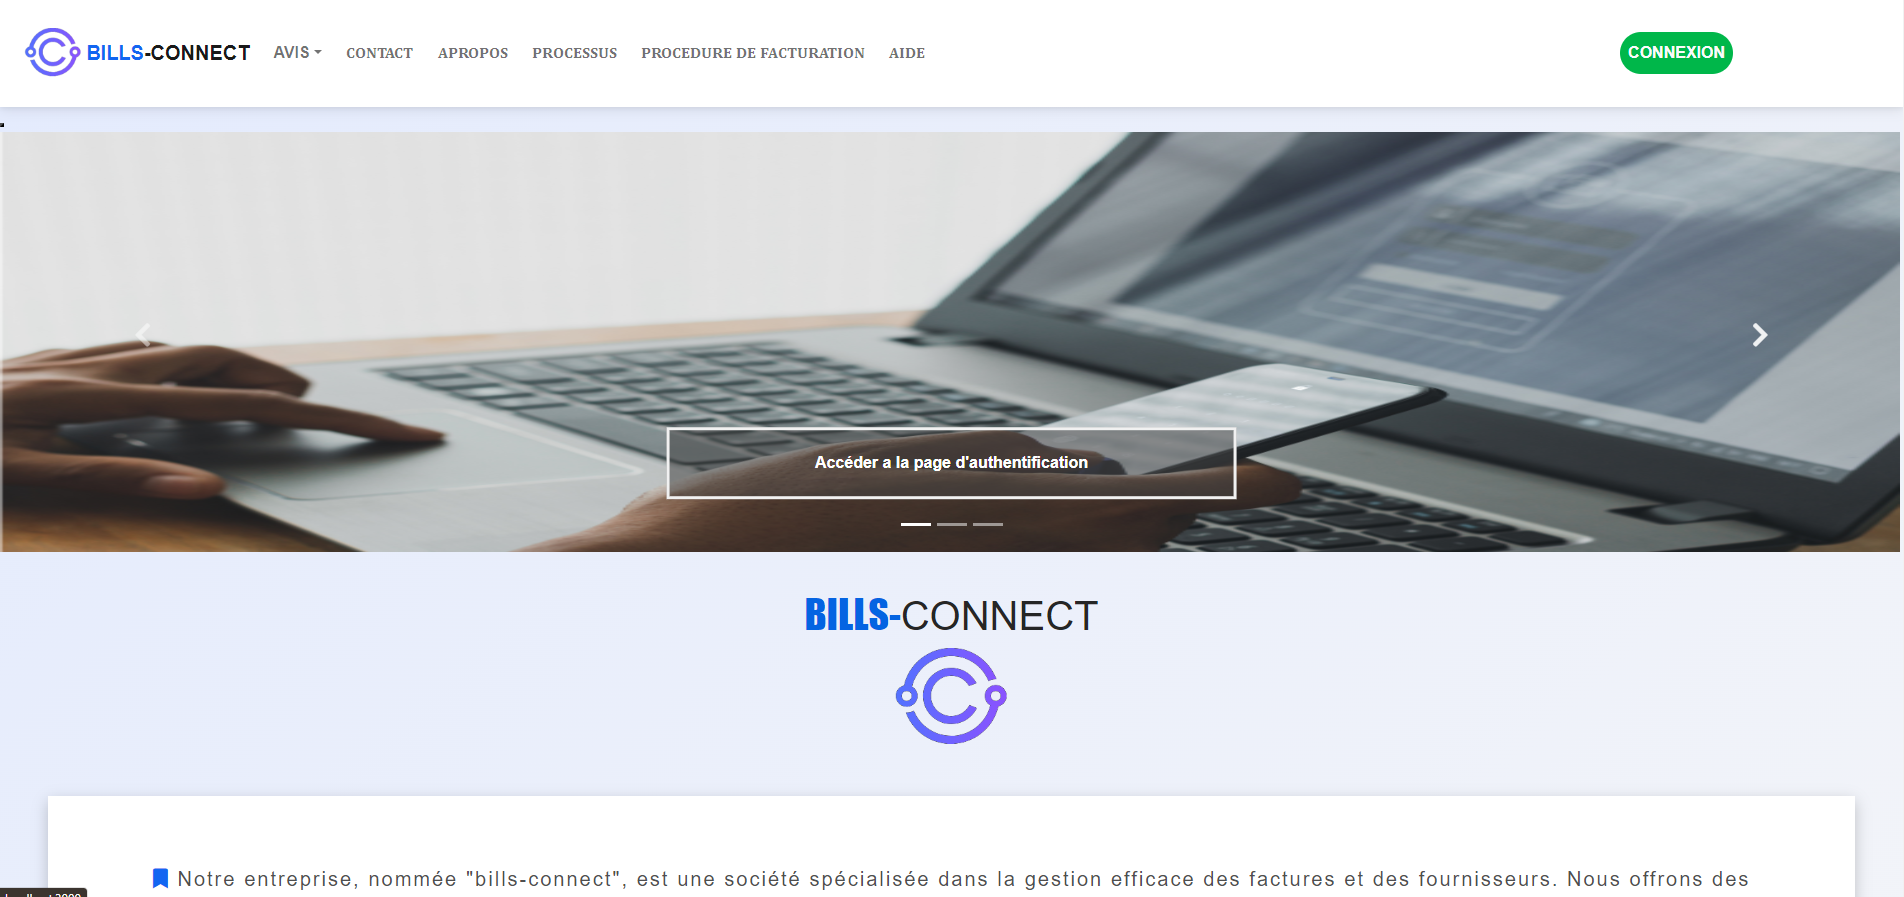 BILLS-CONNECT AVIS CONTACT APROPOS PROCESSUS PROCEDURE DE FACTURATION AIDE CONNEXION
Accéder a la page d'authentification
BILLS-CONNECT
Notre entreprise, nommée "bills-connect", est une société spécialisée dans la gestion efficace des factures et des fournisseurs. Nous offrons des